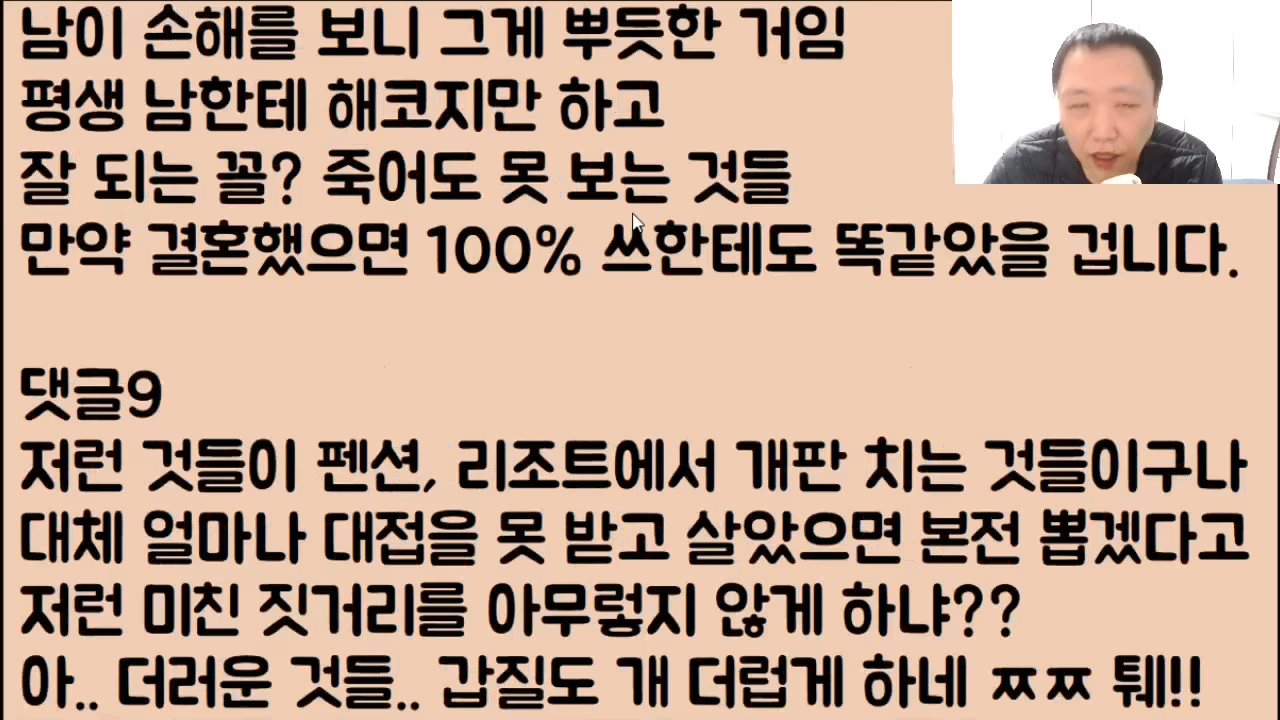 남이 손해를 보니 그게 뿌듯한 거임
평생 남한테 해코지만 하고
잘 되는 꼴? 죽어도 못 보는 것들
만약 결혼했으면 100% 쓰한테도 똑같았을 겁니다.
댓글9
저런 것들이 펜션, 리조트에서 개판 치는 것들이구나
대체 얼마나 대접을 못 받고 살았으면 본전 뽑겠다고
저런 미친 짓거리를 아무렇지 않게 하냐??
아.. 더러운 것들.. 갑질도 개 더럽게 하네 ㅉㅉ 퉤!!